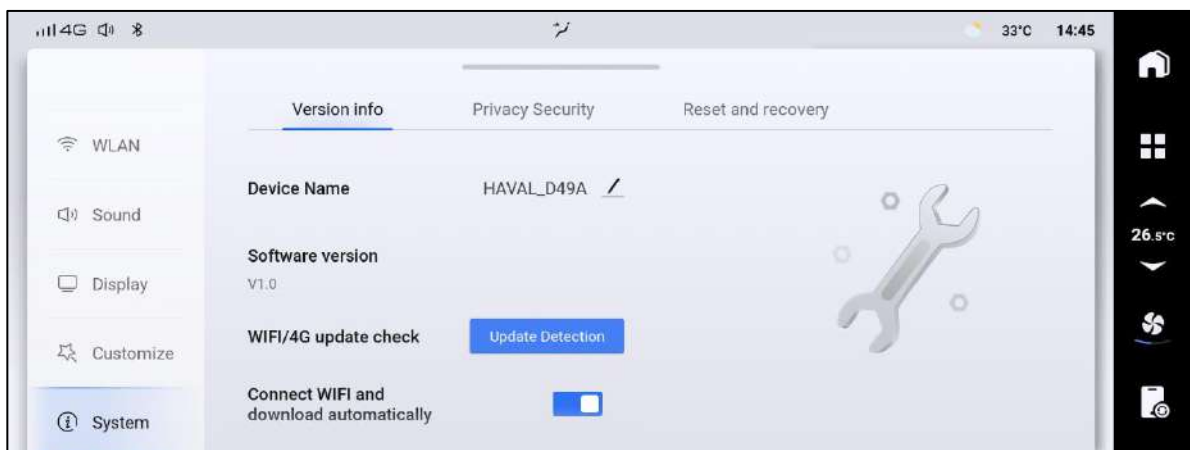 4G
33°C 14:45
Version info Privacy Security Reset and recovery
WLAN
Sound
Display
Customize
System
Device Name HAVAL_D49A
Software version
V1.0
WIFI/4G update check Update Detection
Connect WIFI and
download automatically
26.5°C